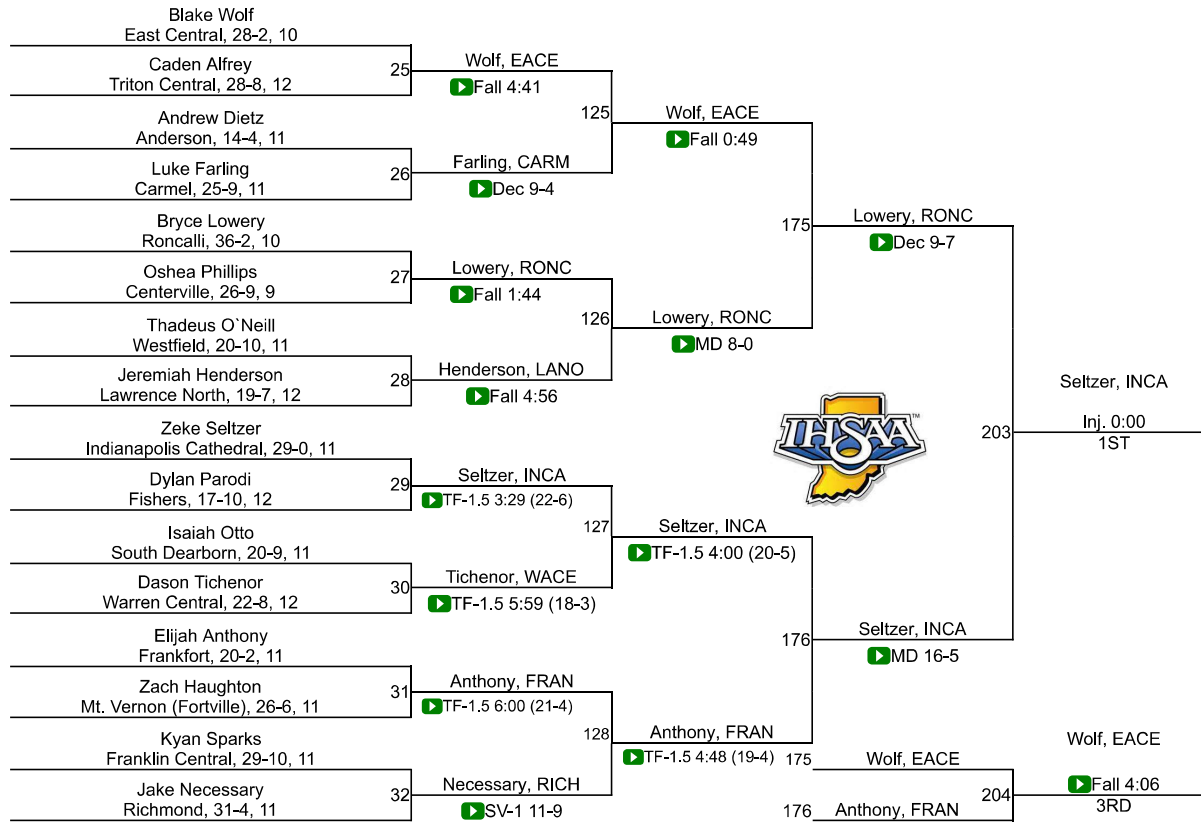 Blake Wolf
East Central, 28-2, 10
Caden Alfrey
Triton Central, 28-8, 12
25
Wolf, EACE
Fall 4:41
Andrew Dietz
Anderson, 14-4, 11
Luke Farling
Carmel, 25-9, 11
26
Farling, CARM
Dec 9-4
125
Wolf, EACE
Fall 0:49
Bryce Lowery
Roncalli, 36-2, 10
Oshea Phillips
Centerville, 26-9, 9
27
Lowery, RONC
Fall 1:44
Thadeus O`Neill
Westfield, 20-10, 11
Jeremiah Henderson
Lawrence North, 19-7, 12
28
Henderson, LANO
Fall 4:56
126
Lowery, RONC
MD 8-0
175
Lowery, RONC
Dec 9-7
Zeke Seltzer
Indianapolis Cathedral, 29-0, 11
Dylan Parodi
Fishers, 17-10, 12
29
Seltzer, INCA
TF-1.5 3:29 (22-6)
Isaiah Otto
South Dearborn, 20-9, 11
Dason Tichenor
Warren Central, 22-8, 12
30
Tichenor, WACE
TF-1.5 5:59 (18-3)
127
Seltzer, INCA
TF-1.5 4:00 (20-5)
Elijah Anthony
Frankfort, 20-2, 11
Zach Haughton
Mt. Vernon (Fortville), 26-6, 11
31
Anthony, FRAN
TF-1.5 6:00 (21-4)
Kyan Sparks
Franklin Central, 29-10, 11
Jake Necessary
Richmond, 31-4, 11
32
Necessary, RICH
SV-1 11-9
128
Anthony, FRAN
TF-1.5 4:48 (19-4)
176
Seltzer, INCA
MD 16-5
IHSAA
™
203
Seltzer, INCA
Inj. 0:00
1ST
175
Wolf, EACE
176
Anthony, FRAN
204
Wolf, EACE
Fall 4:06
3RD